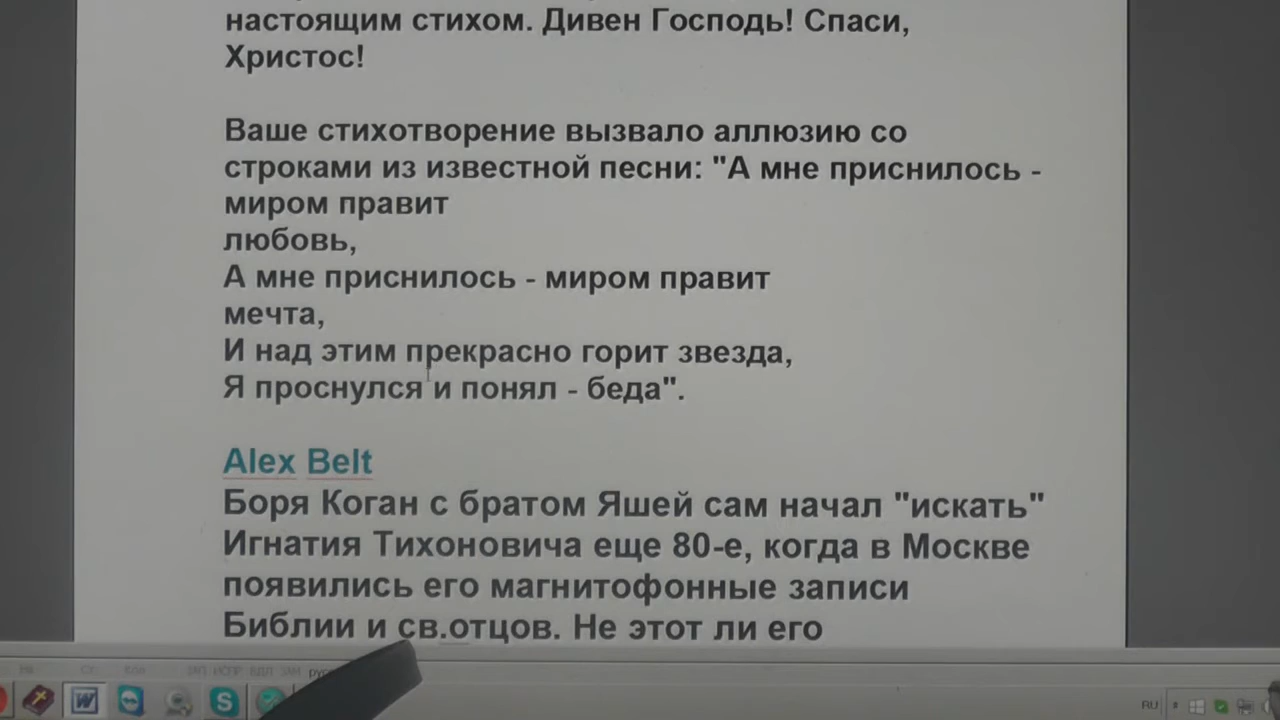 настоящим стихом. Дивен Господь! Спаси,
Христос!
Ваше стихотворение вызвало аллюзию со
строками из известной песни: "А мне приснилось -
миром правит
любовь,
А мне приснилось - миром правит
мечта,
И над этим прекрасно горит звезда,
Я проснулся и понял - беда".
Alex Belt
Боря Коган с братом Яшей сам начал "искать"
Игнатия Тихоновича еще 80-е, когда в Москве
появились его магнитофонные записи
Библии и св.отцов. Не этот ли его
RU